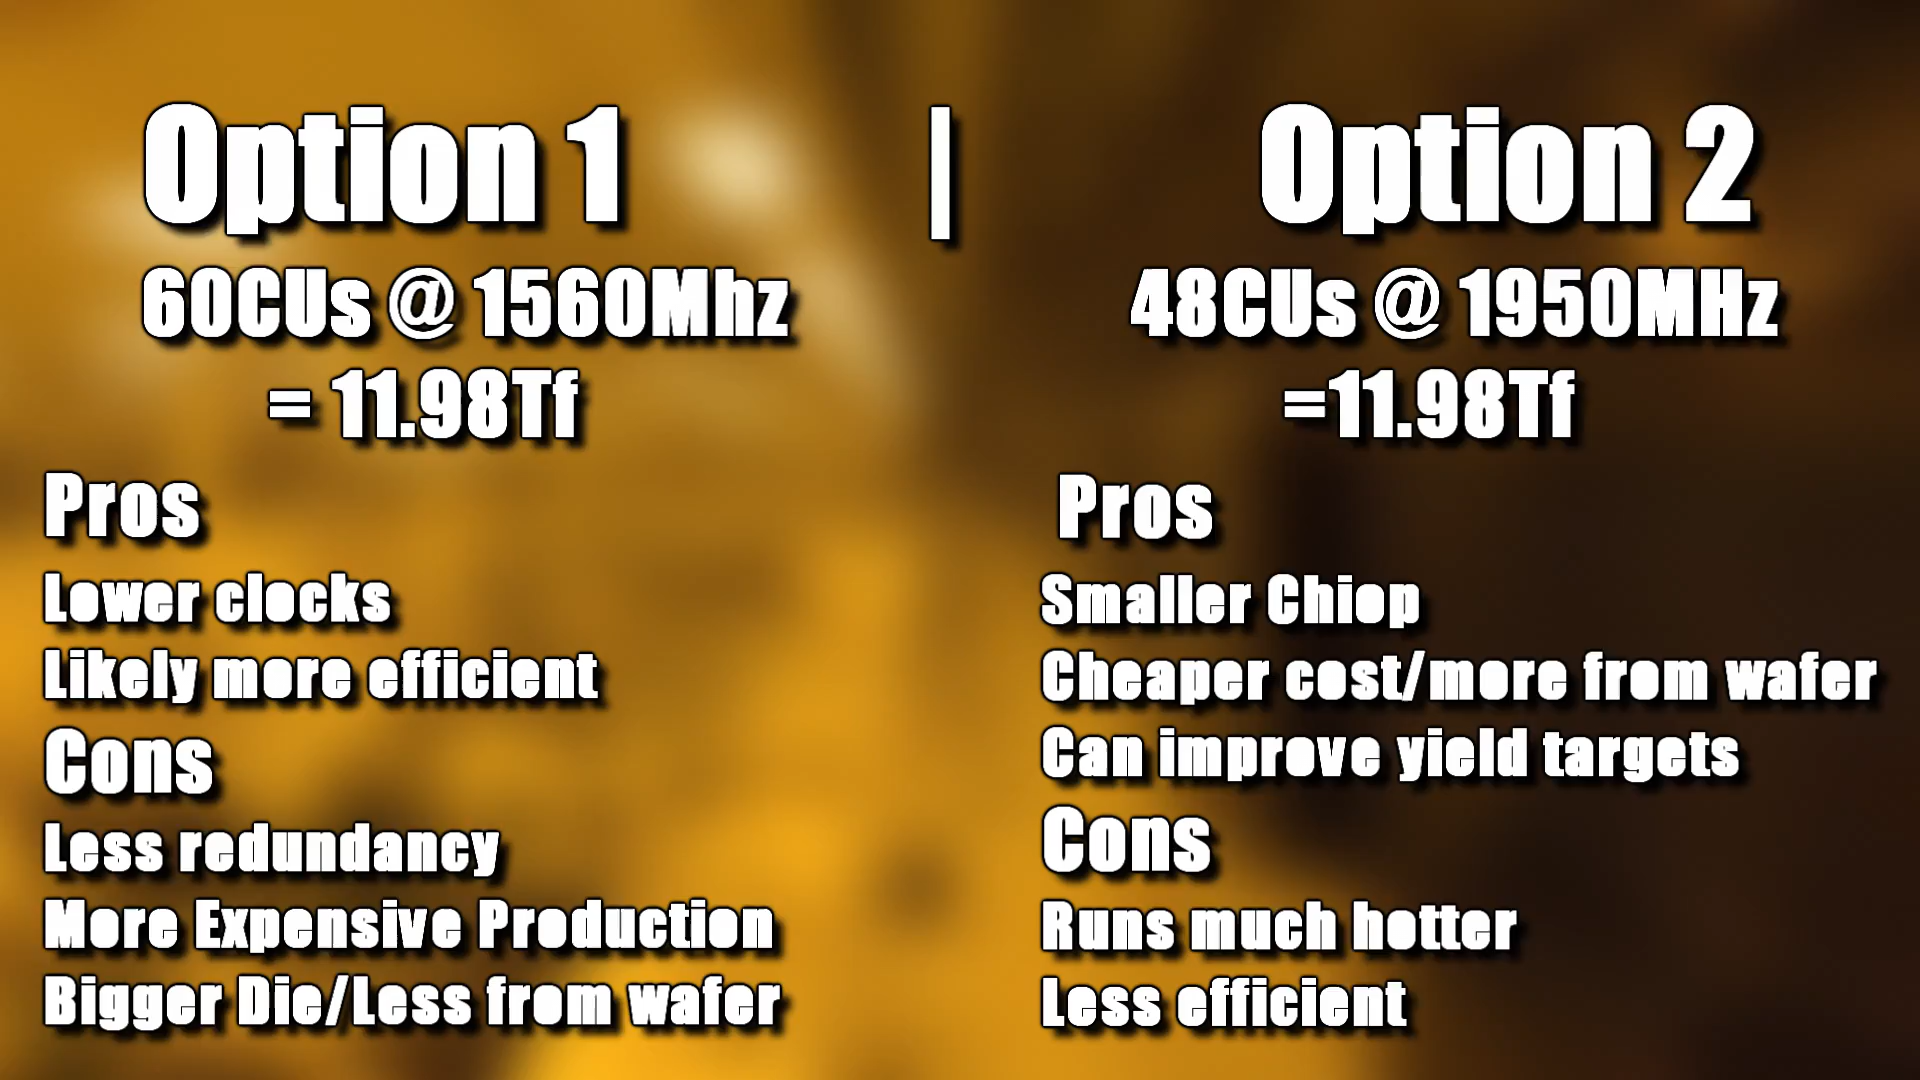 Option 1 | Option 2
60CUs @ 1560Mhz
= 11.98Tf
Pros
Lower clocks
Likely more efficient
Cons
Less redundancy
More Expensive Production
Bigger Die/Less from wafer
48CUs @ 1950MHz
=11.98Tf
Pros
Smaller Chiop
Cheaper cost/more from wafer
Can improve yield targets
Cons
Runs much hotter
Less efficient